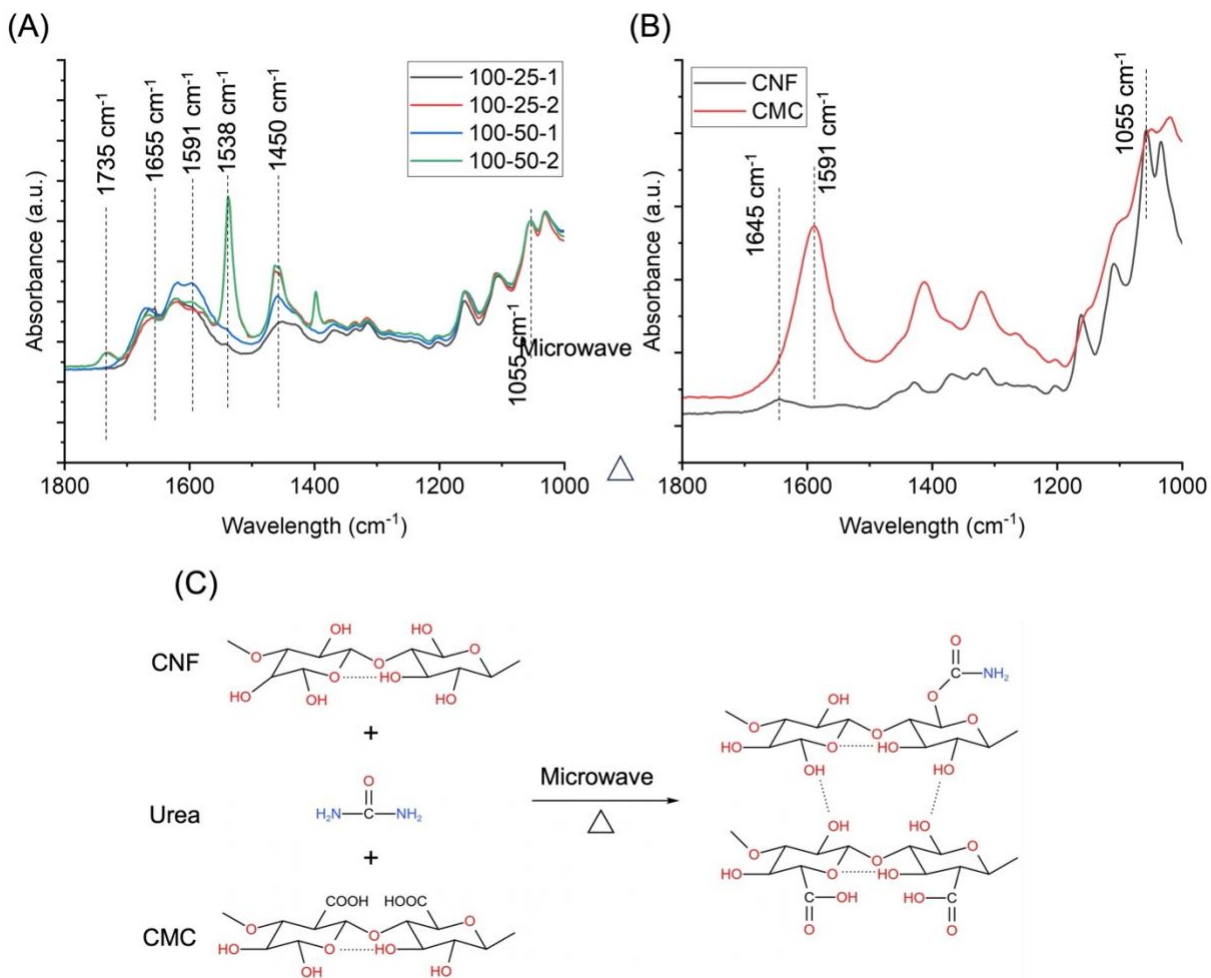 (A)
1735 cm-1
1655 cm-1
1591 cm-1
1538 cm-1
1450 cm-1
100-25-1
100-25-2
100-50-1
100-50-2
Absorbance (a.u.)
1055 cm-1
1800 1600 1400 1200 1000
Wavelength (cm-1)
Microwave
△
(B)
CNF
CMC
1645 cm-1
1591 cm-1
1055 cm-1
Absorbance (a.u.)
1800 1600 1400 1200 1000
Wavelength (cm-1)
(C)
CNF
OH HO
O O O
O HO
HO OH HO
+
Urea
O
H2N C NH2
+
CMC
COOH HOOC
O O O
HO O HO
OH HO
Microwave
△
O
C NH2
O
OH
O O O
HO O HO
OH HO
OH HO
O O O
HO O HO
OH HO
O O